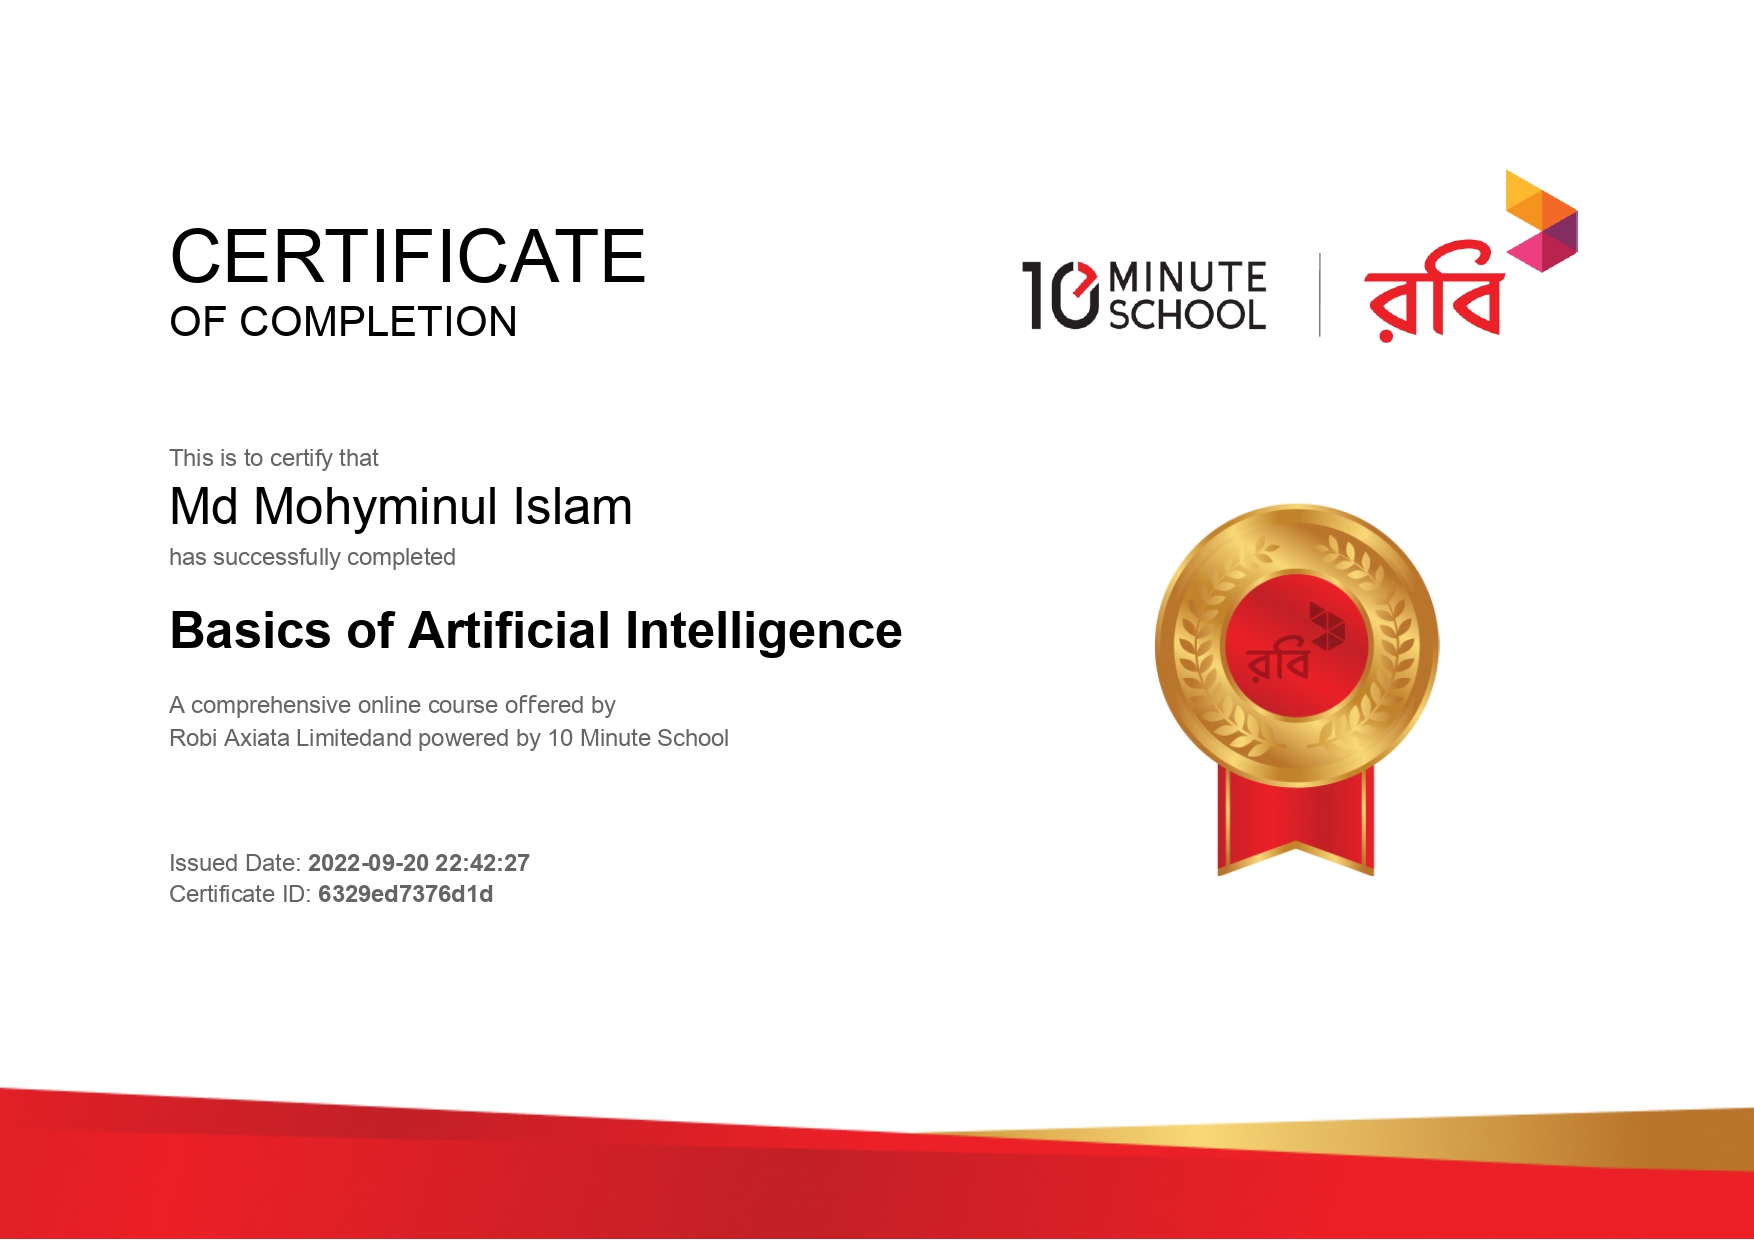 CERTIFICATE
OF COMPLETION
10 MINUTE
SCHOOL
রবি
This is to certify that
Md Mohyminul Islam
has successfully completed
Basics of Artificial Intelligence
A comprehensive online course offered by
Robi Axiata Limitedand powered by 10 Minute School
রবি
Issued Date: 2022-09-20 22:42:27
Certificate ID: 6329ed7376d1d